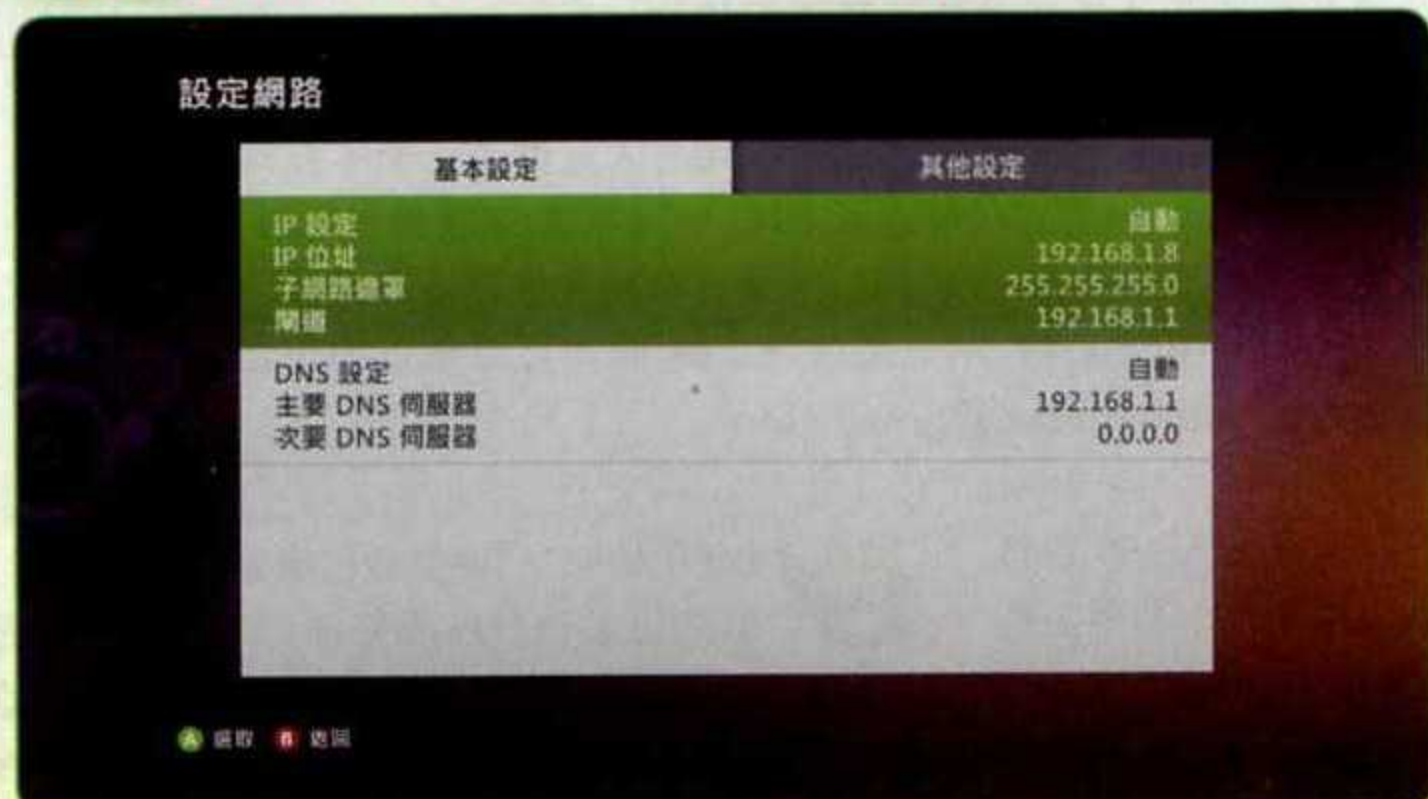 設定網路
基本設定
其他設定
IP 設定 自動
IP 位址 192.168.1.8
子網路遮罩 255.255.255.0
閘道 192.168.1.1
DNS 設定 自動
主要 DNS 伺服器 192.168.1.1
次要 DNS 伺服器 0.0.0.0
A 選取 B 返回